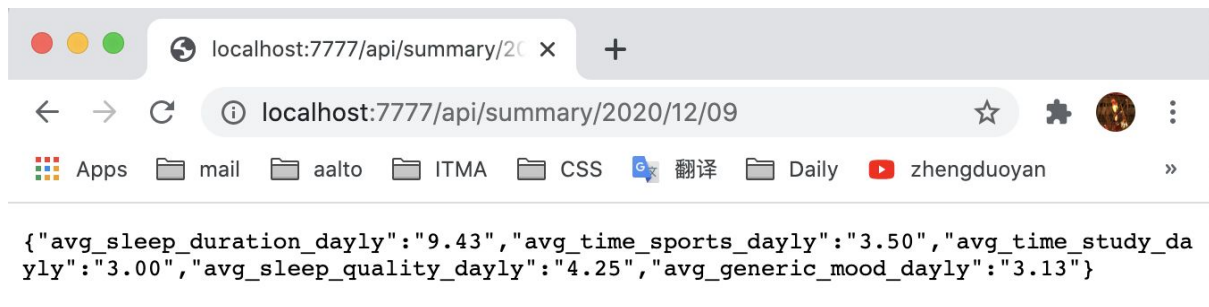 localhost:7777/api/summary/20
localhost:7777/api/summary/2020/12/09
Apps mail aalto ITMA CSS 翻译 Daily zhengduoyan »
{"avg_sleep_duration_dayly":"9.43","avg_time_sports_dayly":"3.50","avg_time_study_da
yly":"3.00","avg_sleep_quality_dayly":"4.25","avg_generic_mood_dayly":"3.13"}